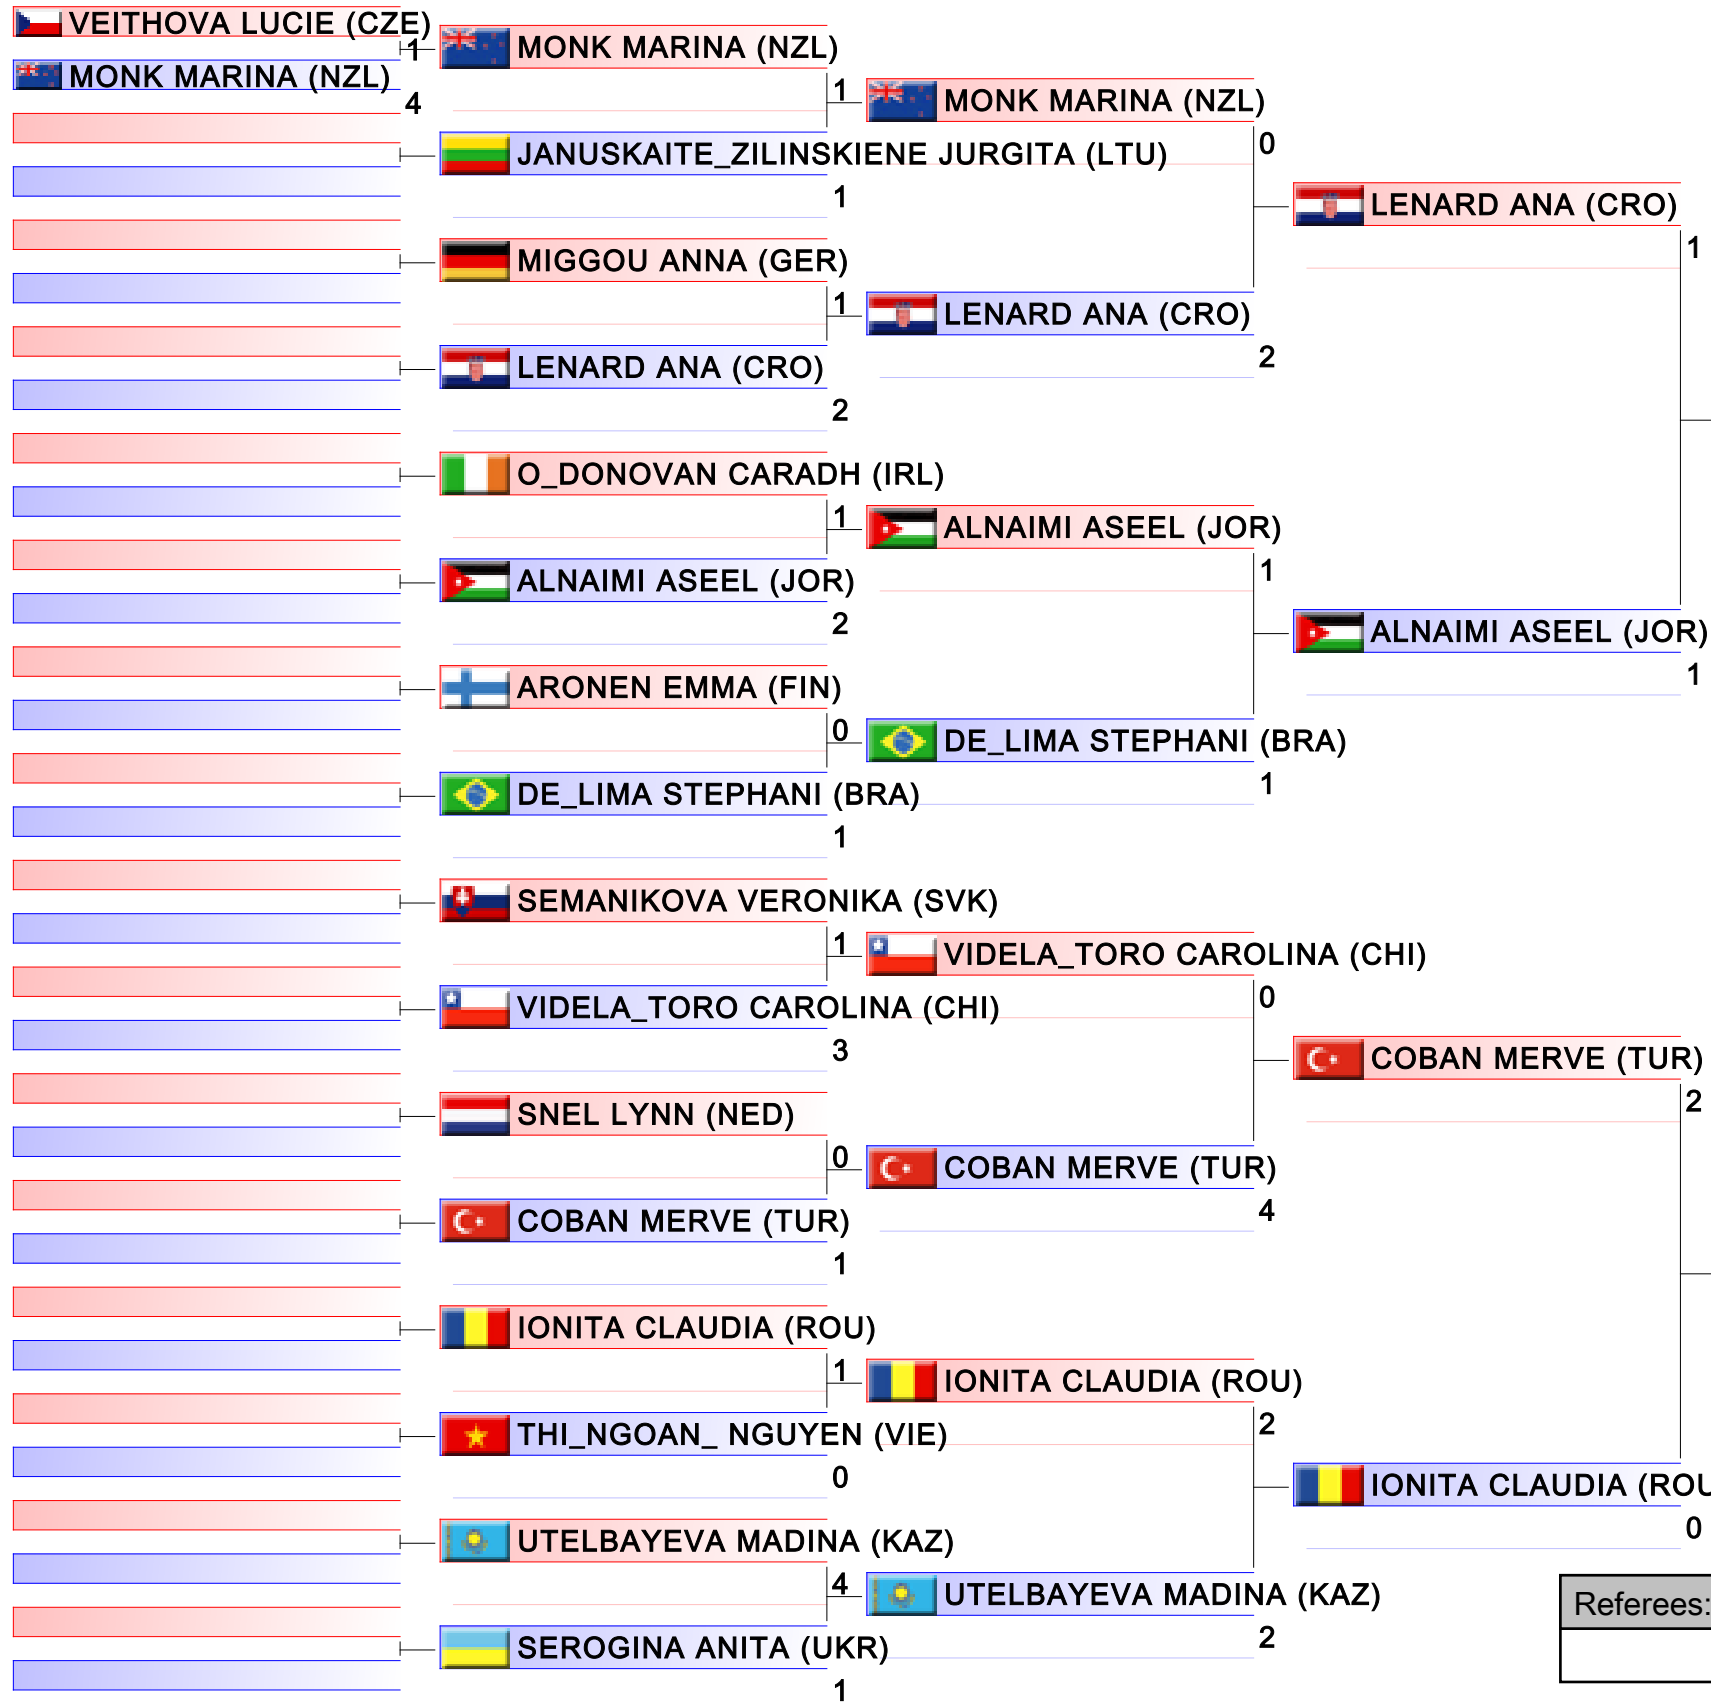 VEITHOVA LUCIE (CZE)
1
MONK MARINA (NZL)
4
MONK MARINA (NZL)
1
JANUSKAITE_ZILINSKIENE JURGITA (LTU)
1
MIGGOU ANNA (GER)
1
LENARD ANA (CRO)
2
O_DONOVAN CARADH (IRL)
1
ALNAIMI ASEEL (JOR)
2
ARONEN EMMA (FIN)
0
DE_LIMA STEPHANI (BRA)
1
SEMANIKOVA VERONIKA (SVK)
1
VIDELA_TORO CAROLINA (CHI)
3
SNEL LYNN (NED)
0
COBAN MERVE (TUR)
1
IONITA CLAUDIA (ROU)
1
THI_NGOAN_ NGUYEN (VIE)
0
UTELBAYEVA MADINA (KAZ)
4
SEROGINA ANITA (UKR)
1
MONK MARINA (NZL)
0
LENARD ANA (CRO)
2
ALNAIMI ASEEL (JOR)
1
DE_LIMA STEPHANI (BRA)
1
VIDELA_TORO CAROLINA (CHI)
0
COBAN MERVE (TUR)
4
IONITA CLAUDIA (ROU)
2
UTELBAYEVA MADINA (KAZ)
2
LENARD ANA (CRO)
1
ALNAIMI ASEEL (JOR)
1
COBAN MERVE (TUR)
2
IONITA CLAUDIA (ROU
0
Referees: